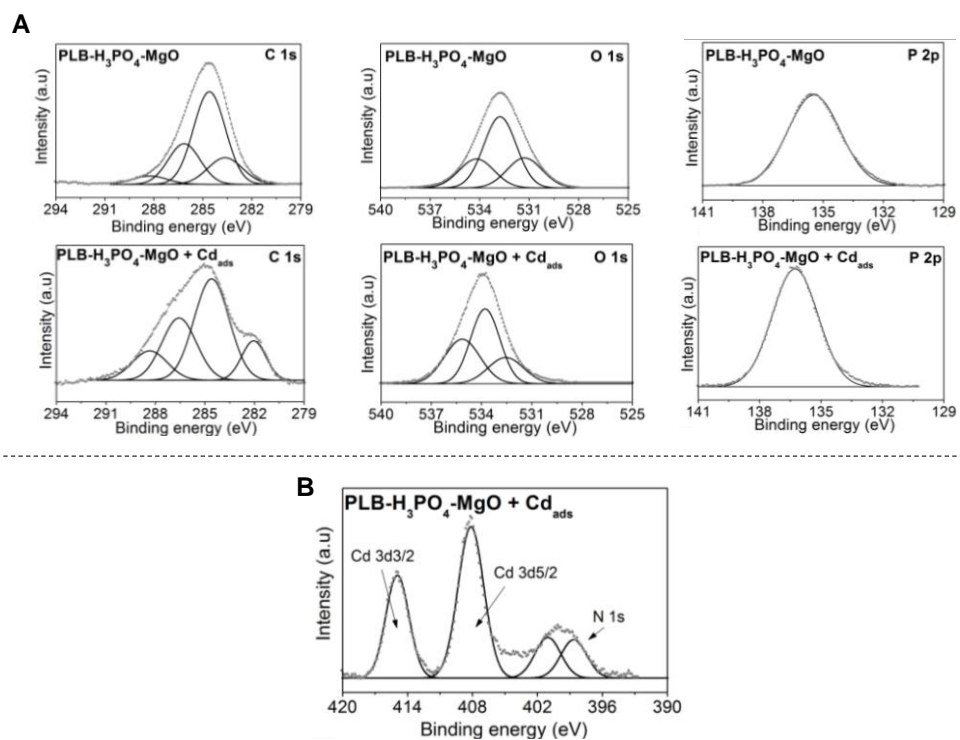 A
PLB-H₃PO₄-MgO C 1s
Intensity (a.u)
294 291 288 285 282 279
Binding energy (eV)
PLB-H₃PO₄-MgO O 1s
Intensity (a.u)
540 537 534 531 528 525
Binding energy (eV)
PLB-H₃PO₄-MgO P 2p
Intensity (a.u)
141 138 135 132 129
Binding energy (eV)
PLB-H₃PO₄-MgO + Cdads
C 1s
Intensity (a.u)
294 291 288 285 282 279
Binding energy (eV)
PLB-H₃PO₄-MgO + Cdads O 1s
Intensity (a.u)
540 537 534 531 528 525
Binding energy (eV)
PLB-H₃PO₄-MgO + Cdads P 2p
Intensity (a.u)
141 138 135 132 129
Binding energy (eV)
B
PLB-H₃PO₄-MgO + Cdads
Cd 3d3/2
Cd 3d5/2
N 1s
Intensity (a.u)
420 414 408 402 396 390
Binding energy (eV)